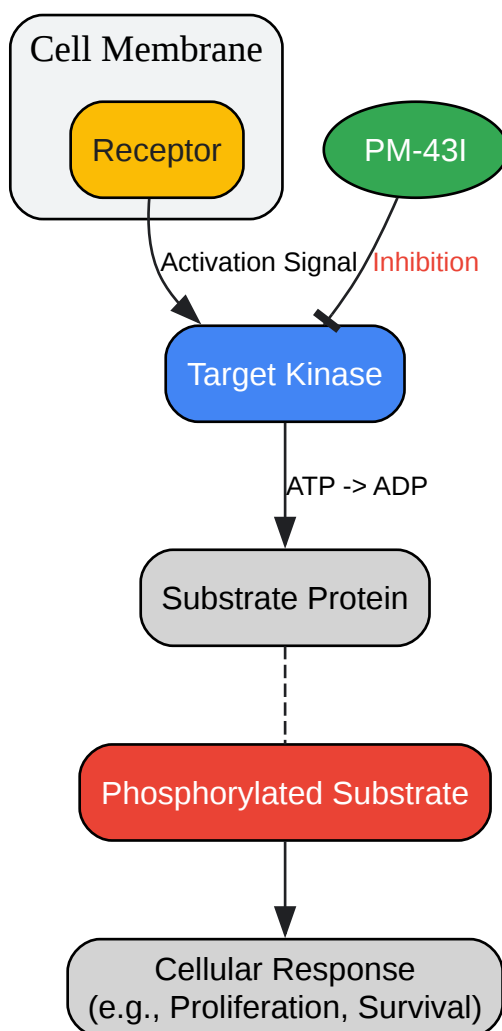 Cell Membrane
Receptor
PM-43I
Activation Signal
Inhibition
Target Kinase
ATP -> ADP
Substrate Protein
Phosphorylated Substrate
Cellular Response
(e.g., Proliferation, Survival)